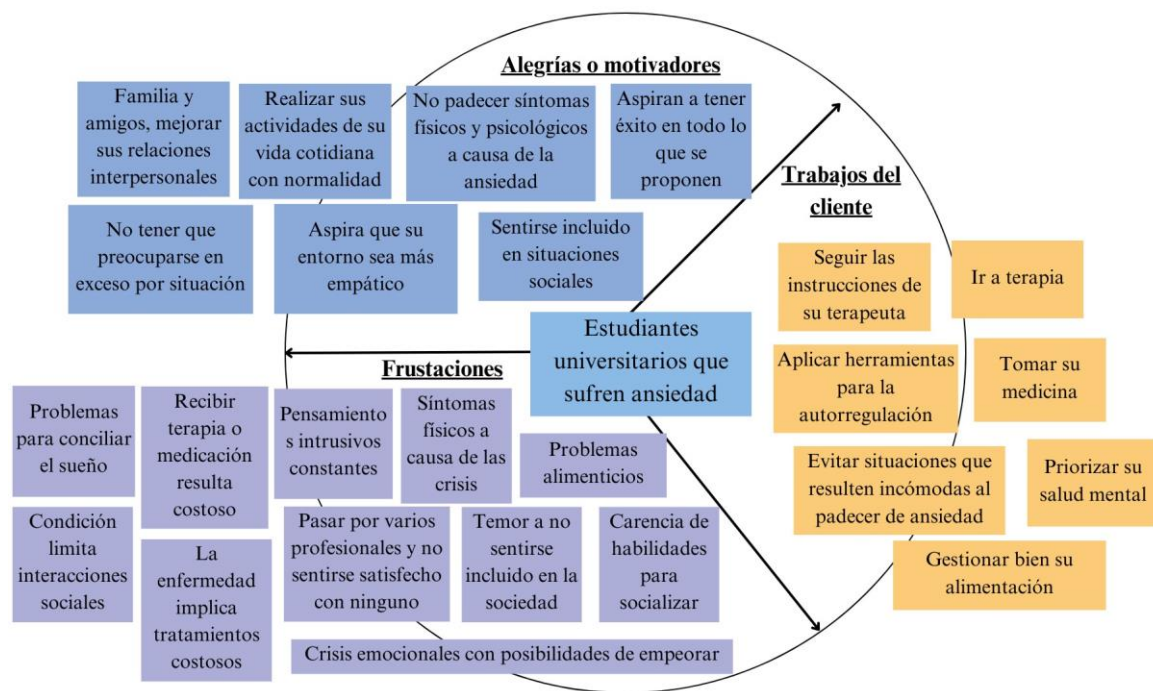 Alegrías o motivadores
Familia y
amigos, mejorar
sus relaciones
interpersonales
Realizar sus
actividades de su
vida cotidiana
con normalidad
No padecer síntomas
físicos y psicológicos
a causa de la
ansiedad
Aspiran a tener
éxito en todo lo
que se
proponen
No tener que
preocuparse en
exceso por situación
Aspira que su
entorno sea más
empático
Sentirse incluido
en situaciones
sociales
Trabajos del
cliente
Seguir las
instrucciones de
su terapeuta
Ir a terapia
Aplicar herramientas
para la
autorregulación
Tomar su
medicina
Evitar situaciones que
resulten incómodas al
padecer de ansiedad
Priorizar su
salud mental
Gestionar bien su
alimentación
Estudiantes
universitarios que
sufren ansiedad
Frustaciones
Problemas
para conciliar
el sueño
Recibir
terapia o
medicación
resulta
costoso
Pensamiento
s intrusivos
constantes
Síntomas
físicos a
causa de las
crisis
Problemas
alimenticios
Condición
limita
interacciones
sociales
La
enfermedad
implica
tratamientos
costosos
Pasar por varios
profesionales y no
sentirse satisfecho
con ninguno
Temor a no
sentirse
incluido en la
sociedad
Carencia de
habilidades
para
socializar
Crisis emocionales con posibilidades de empeorar